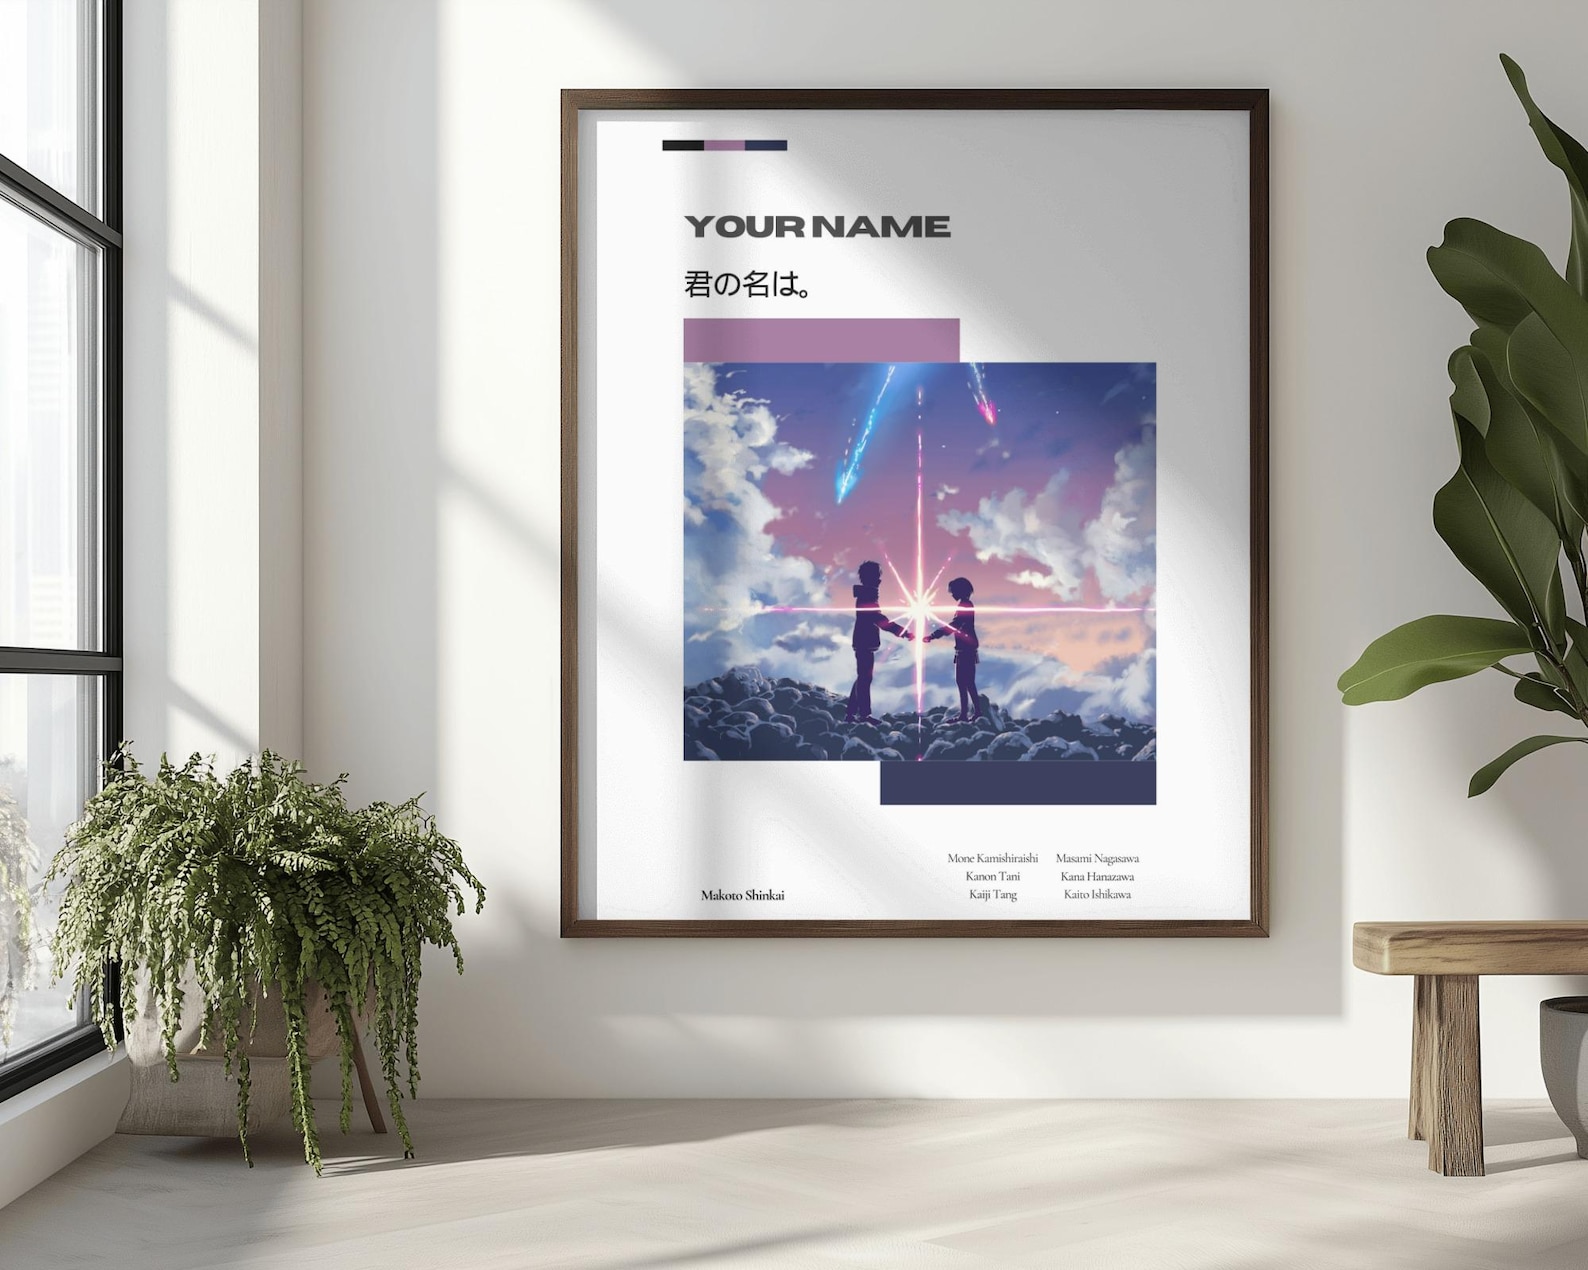 YOUR NAME
君の名は。
Makoto Shinkai
Mone Kamishiraishi
Kanon Tani
Kaiji Tang
Masami Nagasawa
Kana Hanazawa
Kaito Ishikawa